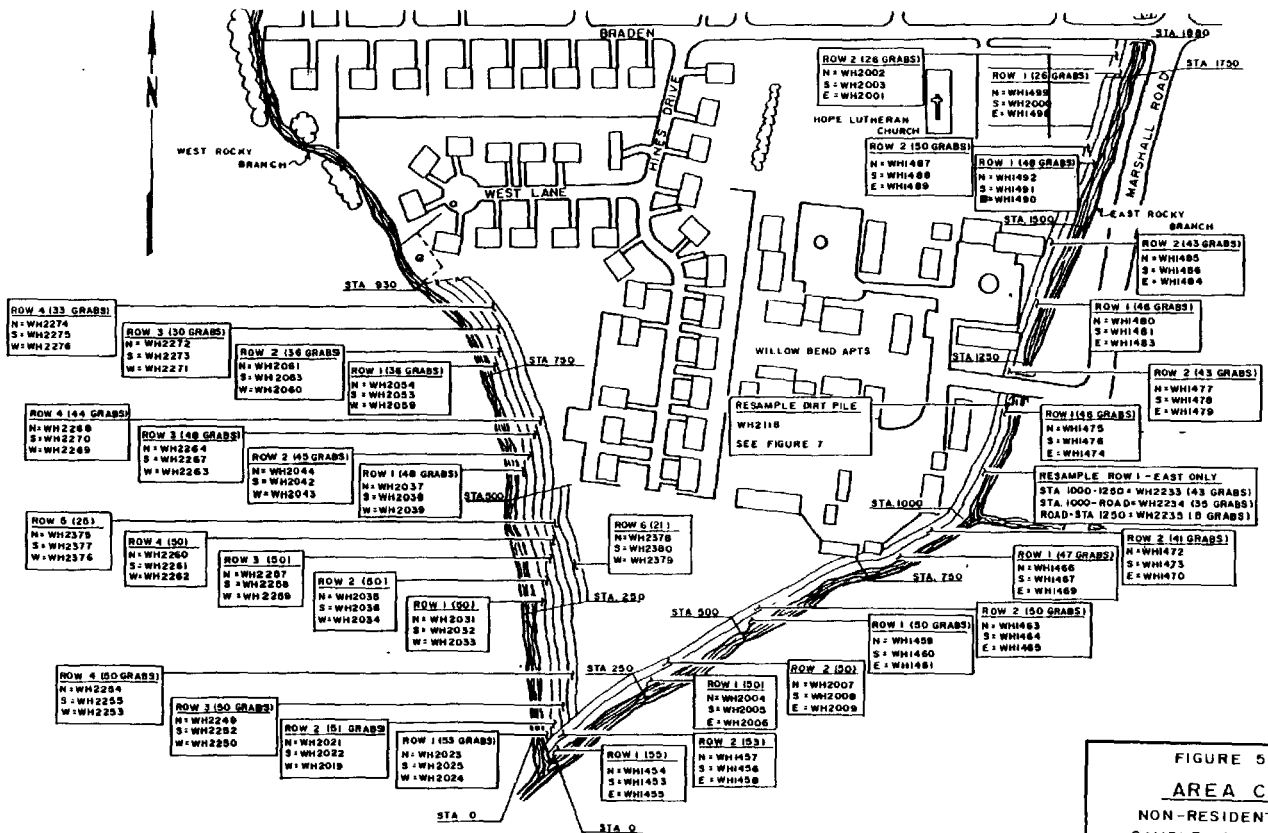 BRADEN
STA. 1880
STA. 1750
MARSHALL ROAD
HINES DRIVE
N
WEST ROCKY
BRANCH
WEST LANE
ROW 2 (26 GRABS)
N = WH2002
S = WH2003
E = WH2001
HOPE LUTHERAN
CHURCH
ROW 1 (26 GRABS)
N = WH1499
S = WH2000
E = WH1498
ROW 2 (50 GRABS)
N = WH1487
S = WH1488
E = WH1489
ROW 1 (48 GRABS)
N = WH1492
S = WH1491
E = WH1490
STA. 1500
EAST ROCKY
BRANCH
ROW 2 (43 GRABS)
N = WH1485
S = WH1486
E = WH1484
STA 930
ROW 4 (33 GRABS)
N = WH2274
S = WH2275
W = WH2276
ROW 3 (30 GRABS)
N = WH2272
S = WH2273
W = WH2271
ROW 2 (36 GRABS)
N = WH2061
S = WH2063
W = WH2060
ROW 1 (36 GRABS)
N = WH2054
S = WH2053
W = WH2059
STA 750
WILLOW BEND APTS
STA. 1250
ROW 1 (46 GRABS)
N = WH1480
S = WH1481
E = WH1483
ROW 2 (43 GRABS)
N = WH1477
S = WH1478
E = WH1479
ROW 4 (44 GRABS)
N = WH2268
S = WH2270
W = WH2269
ROW 3 (48 GRABS)
N = WH2264
S = WH2267
W = WH2263
ROW 2 (45 GRABS)
N = WH2044
S = WH2042
W = WH2043
ROW 1 (48 GRABS)
N = WH2037
S = WH2038
W = WH2039
STA. 500
RESAMPLE DIRT PILE
WH2118
SEE FIGURE 7
ROW 1 (46 GRABS)
N = WH1475
S = WH1476
E = WH1474
RESAMPLE ROW 1 - EAST ONLY
STA 1000-1250 = WH2233 (43 GRABS)
STA. 1000-ROAD = WH2234 (35 GRABS)
ROAD-STA 1250 = WH2235 (8 GRABS)
STA. 1000
ROW 5 (25)
N = WH2375
S = WH2377
W = WH2376
ROW 4 (50)
N = WH2260
S = WH2261
W = WH2262
ROW 3 (50)
N = WH2257
S = WH2258
W = WH2259
ROW 2 (50)
N = WH2035
S = WH2036
W = WH2034
ROW 1 (50)
N = WH2031
S = WH2032
W = WH2033
ROW 6 (21)
N = WH2378
S = WH2380
W = WH2379
STA. 250
STA. 750
ROW 1 (47 GRABS)
N = WH1466
S = WH1467
E = WH1469
ROW 2 (41 GRABS)
N = WH1472
S = WH1473
E = WH1470
STA 500
ROW 1 (50 GRABS)
N = WH1459
S = WH1460
E = WH1461
ROW 2 (50 GRABS)
N = WH1463
S = WH1464
E = WH1465
ROW 4 (50 GRABS)
N = WH2254
S = WH2255
W = WH2253
ROW 3 (50 GRABS)
N = WH2249
S = WH2252
W = WH2250
ROW 2 (51 GRABS)
N = WH2021
S = WH2022
W = WH2019
ROW 1 (53 GRABS)
N = WH2023
S = WH2025
W = WH2024
STA 250
ROW 1 (50)
N = WH2004
S = WH2005
E = WH2006
ROW 2 (50)
N = WH2007
S = WH2008
E = WH2009
ROW 1 (55)
N = WH1454
S = WH1453
E = WH1455
ROW 2 (53)
N = WH1457
S = WH1456
E = WH1458
STA 0
STA 0
FIGURE 5
AREA C
NON-RESIDENT